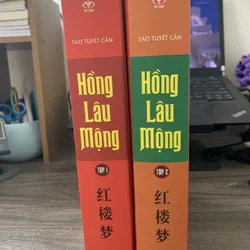 TÀO TUYẾT CẦN
Hồng
Lâu
Mộng
TẬP 1
红
楼
梦
TÀO TUYẾT CẦN
Hồng
Lâu
Mộng
TẬP 2
红
楼
梦